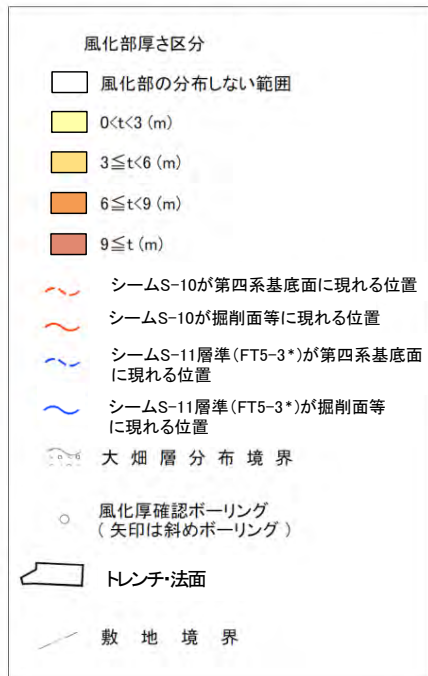 風化部厚さ区分
風化部の分布しない範囲
0<t<3 (m)
3≦t<6 (m)
6≦t<9 (m)
9≦t (m)
シームS-10が第四系基底面に現れる位置
シームS-10が掘削面等に現れる位置
シームS-11層準(FT5-3*)が第四系基底面
に現れる位置
シームS-11層準(FT5-3*)が掘削面等
に現れる位置
大畑層分布境界
風化厚確認ボーリング
(矢印は斜めボーリング)
トレンチ・法面
敷地境界